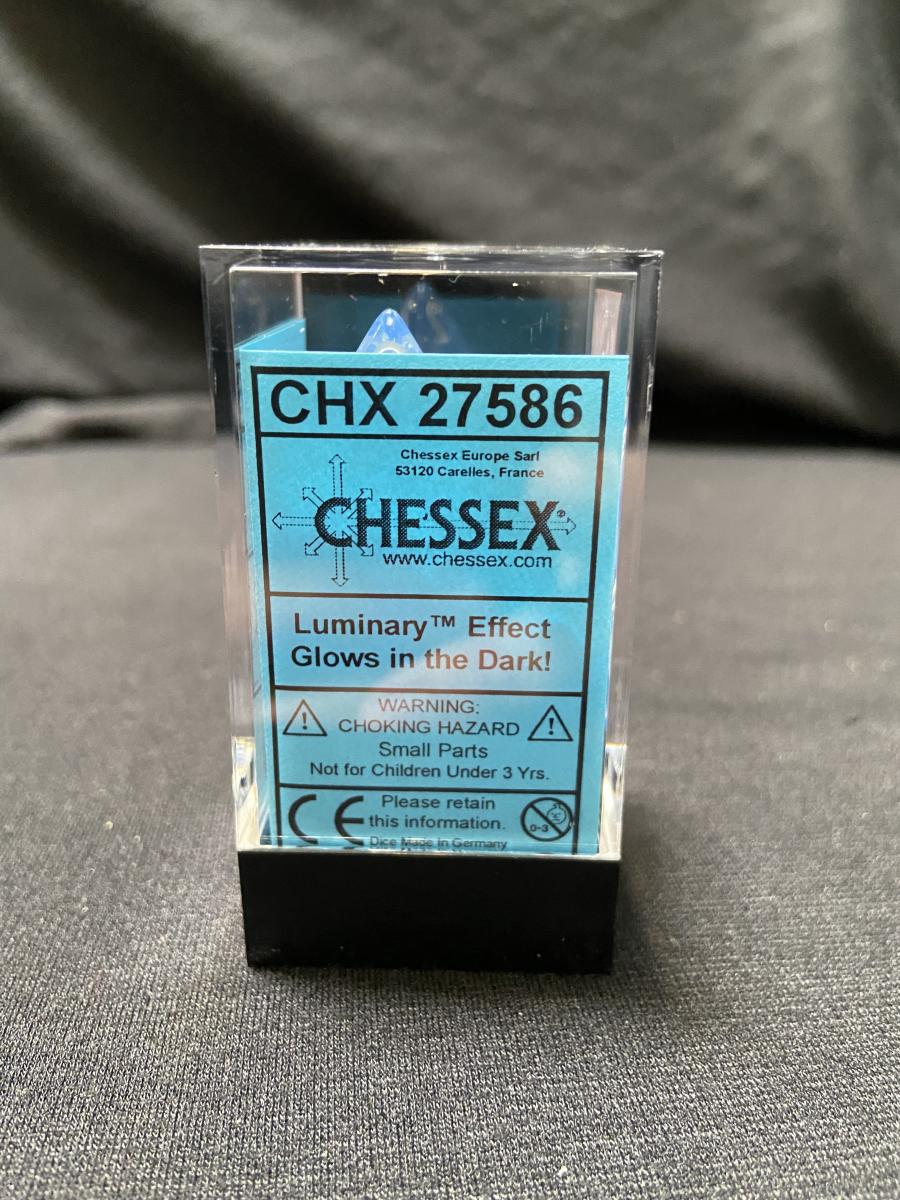 CHX 27586
Chessex Europe Sarl
53120 Carelles, France
CHESSEX®
www.chessex.com
Luminary™ Effect
Glows in the Dark!
WARNING:
CHOKING HAZARD
Small Parts
Not for Children Under 3 Yrs.
CE
Please retain
this information.
0-3
Dice Made in Germany